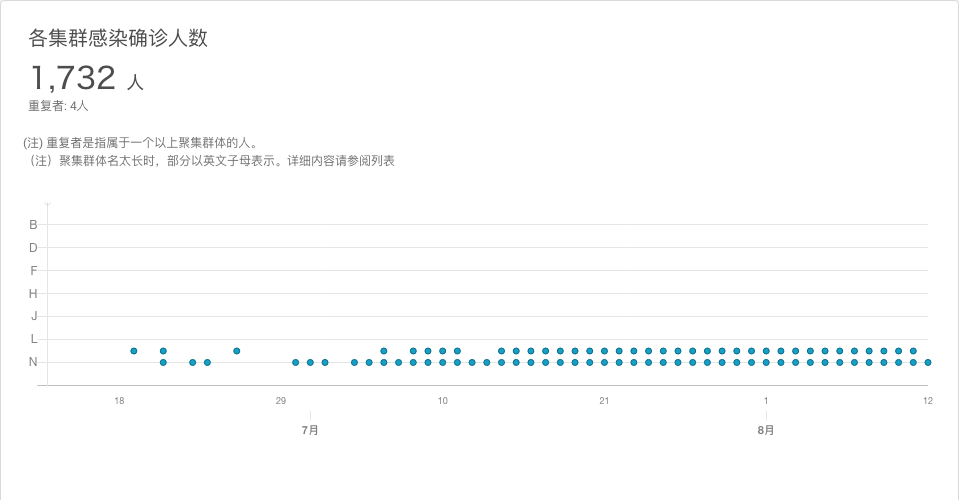 各集群感染确诊人数
1,732 人
重复者: 4人
(注) 重复者是指属于一个以上聚集群体的人。
（注）聚集群体名太长时，部分以英文子母表示。详细内容请参阅列表
B
D
F
H
J
L
N
18 29 10 21 1 12
7月 8月